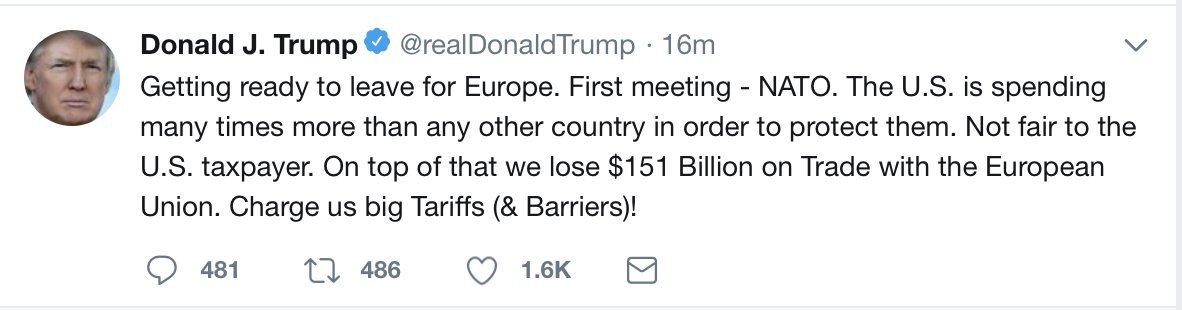 Donald J. Trump @realDonaldTrump · 16m
Getting ready to leave for Europe. First meeting - NATO. The U.S. is spending
many times more than any other country in order to protect them. Not fair to the
U.S. taxpayer. On top of that we lose $151 Billion on Trade with the European
Union. Charge us big Tariffs (& Barriers)!
481 486 1.6K